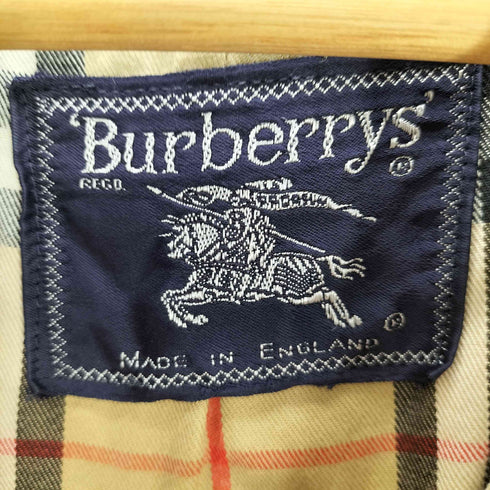 'Burberrys'®
REGD.
®
MADE IN ENGLAND